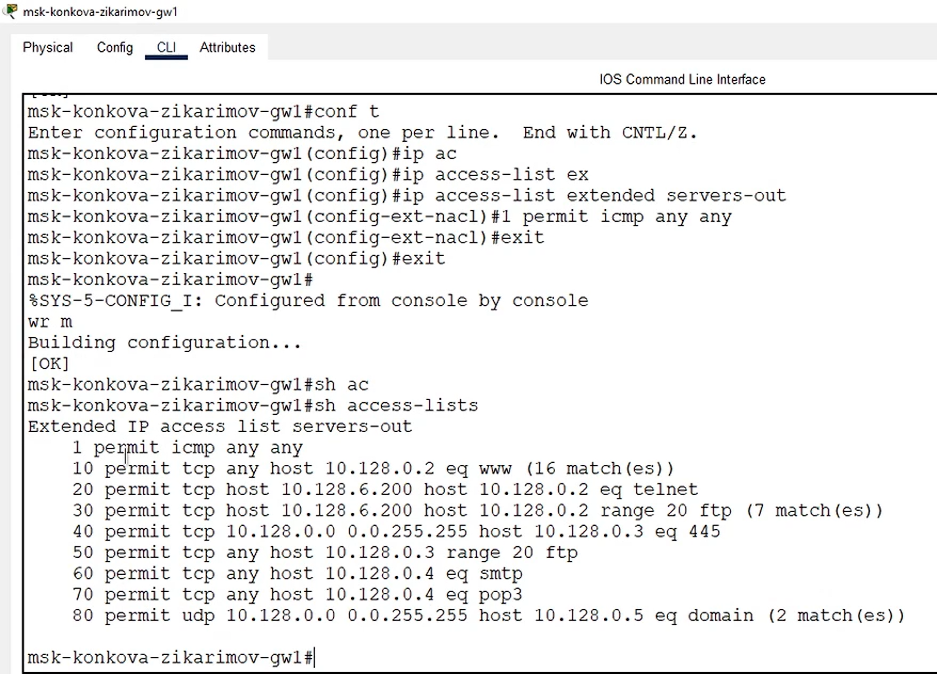 msk-konkova-zikarimov-gw1
Physical Config CLI Attributes
IOS Command Line Interface
msk-konkova-zikarimov-gw1#conf t
Enter configuration commands, one per line.  End with CNTL/Z.
msk-konkova-zikarimov-gw1(config)#ip ac
msk-konkova-zikarimov-gw1(config)#ip access-list ex
msk-konkova-zikarimov-gw1(config)#ip access-list extended servers-out
msk-konkova-zikarimov-gw1(config-ext-nacl)#1 permit icmp any any
msk-konkova-zikarimov-gw1(config-ext-nacl)#exit
msk-konkova-zikarimov-gw1(config)#exit
msk-konkova-zikarimov-gw1#
%SYS-5-CONFIG_I: Configured from console by console
wr m
Building configuration...
[OK]
msk-konkova-zikarimov-gw1#sh ac
msk-konkova-zikarimov-gw1#sh access-lists
Extended IP access list servers-out
    1 permit icmp any any
    10 permit tcp any host 10.128.0.2 eq www (16 match(es))
    20 permit tcp host 10.128.6.200 host 10.128.0.2 eq telnet
    30 permit tcp host 10.128.6.200 host 10.128.0.2 range 20 ftp (7 match(es))
    40 permit tcp 10.128.0.0 0.0.255.255 host 10.128.0.3 eq 445
    50 permit tcp any host 10.128.0.3 range 20 ftp
    60 permit tcp any host 10.128.0.4 eq smtp
    70 permit tcp any host 10.128.0.4 eq pop3
    80 permit udp 10.128.0.0 0.0.255.255 host 10.128.0.5 eq domain (2 match(es))
msk-konkova-zikarimov-gw1#